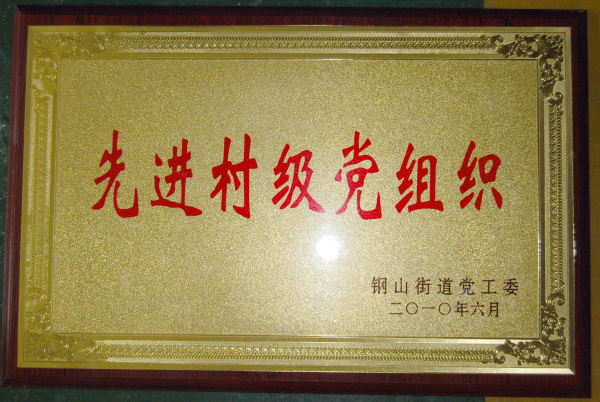 先进村级党组织
钢山街道党工委
二〇一〇年六月